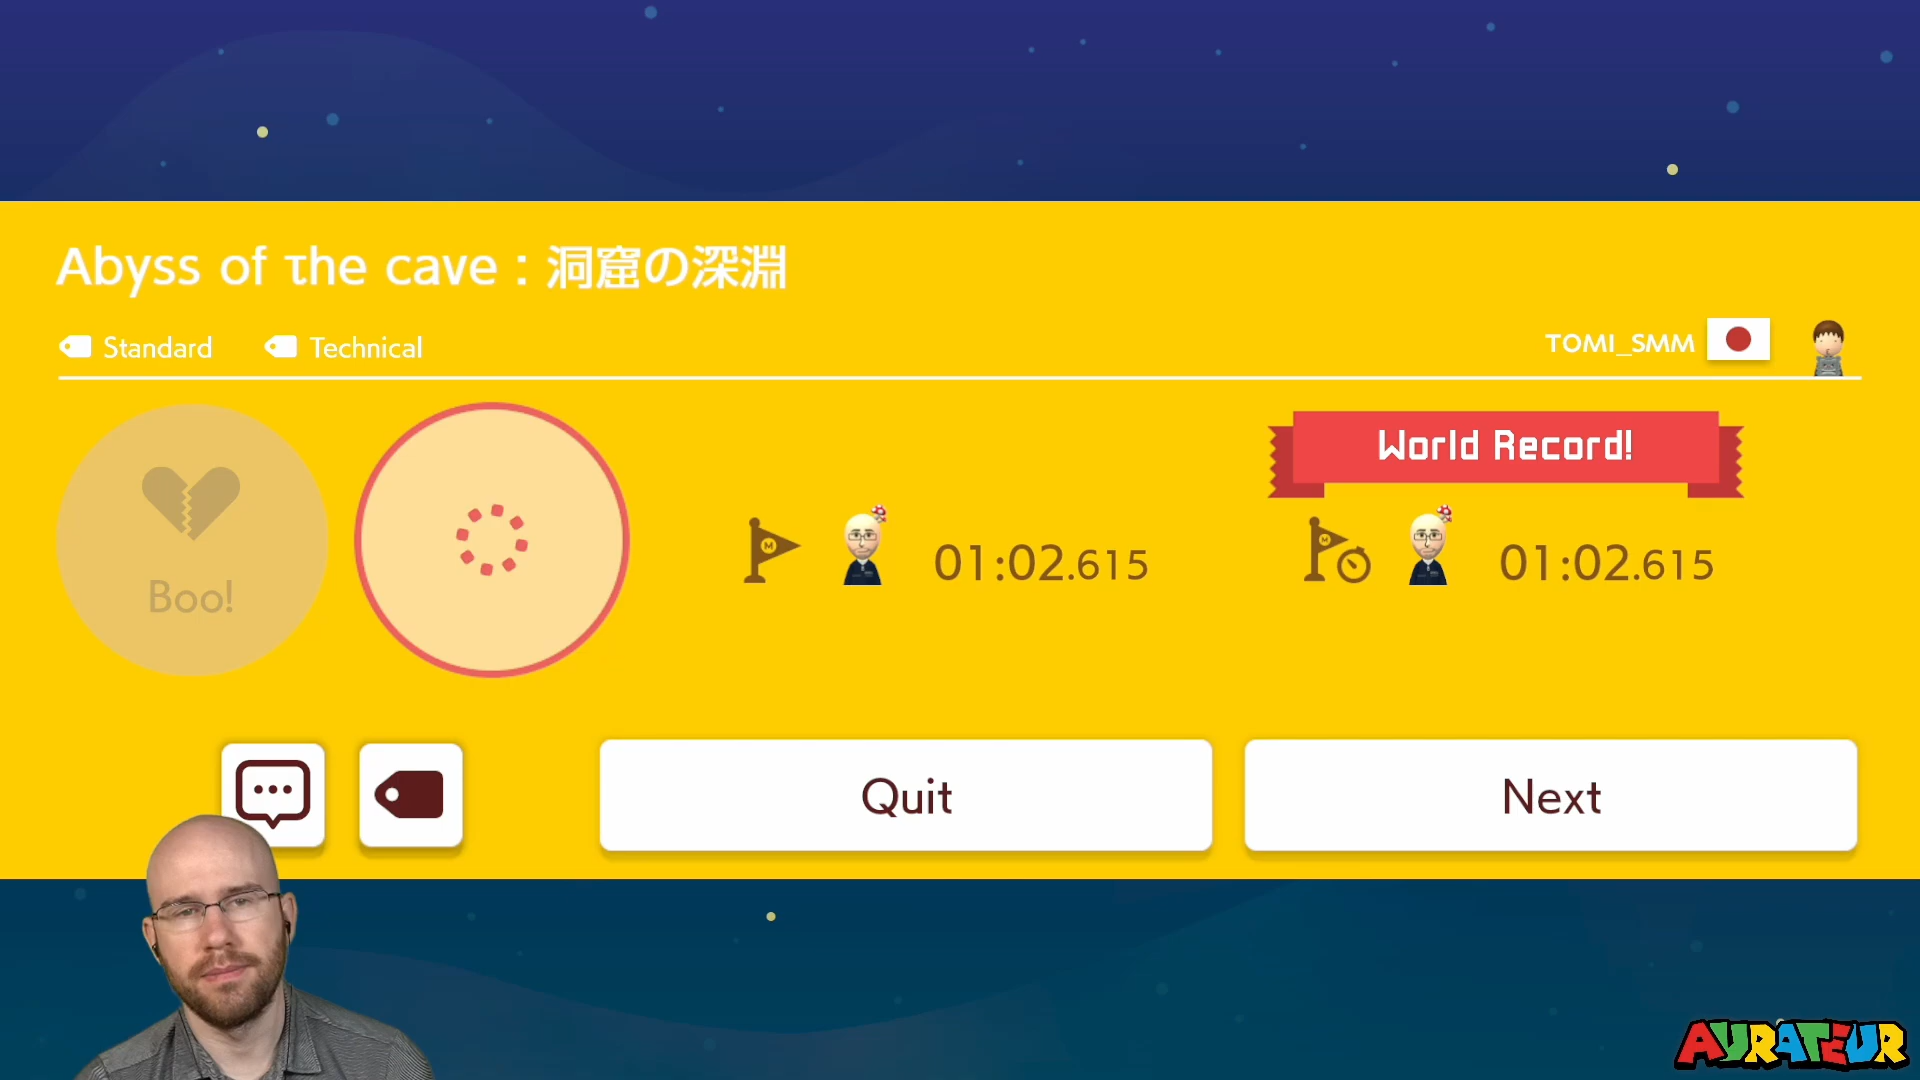 Abyss of τhe cave : 洞窟の深淵
Standard
Technical
TOMI_SMM
World Record!
Boo!
M
01:02.615
M
01:02.615
Quit
Next
AURATEUR